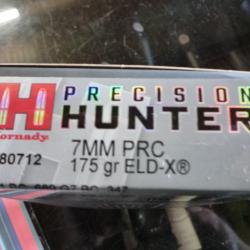 PRECISION
H HUNTER
Hornady
80712
7MM PRC
175 gr ELD-X®